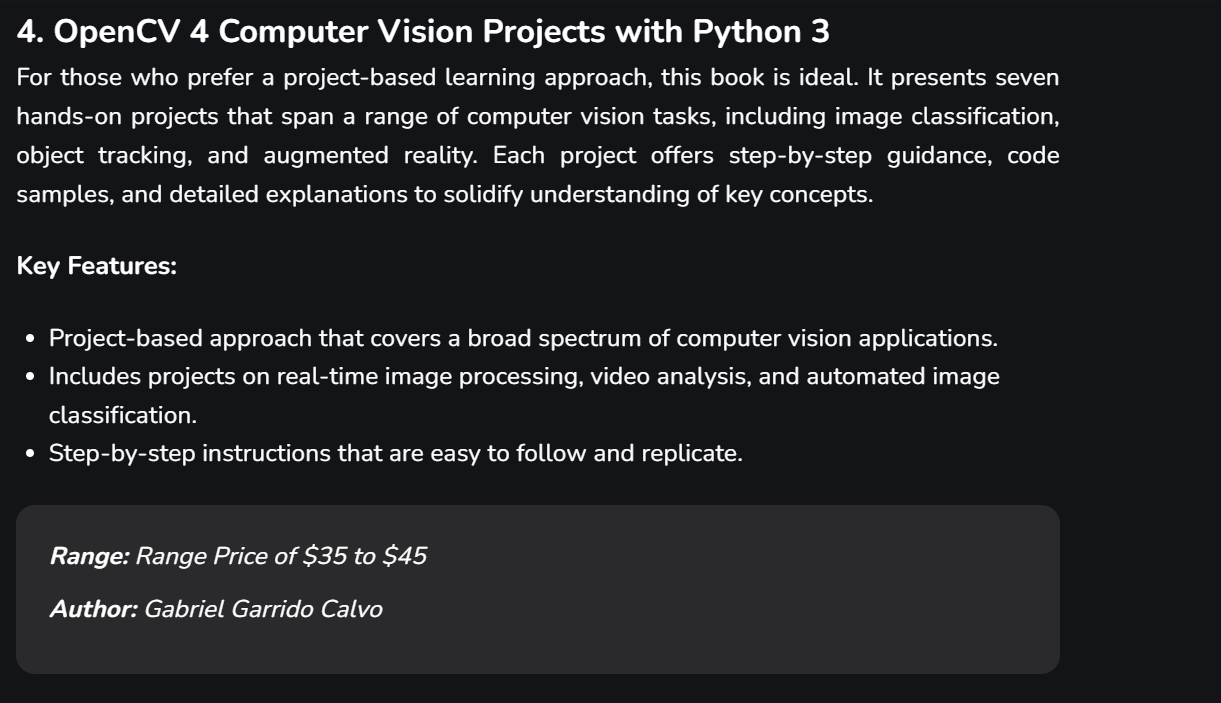 4. OpenCV 4 Computer Vision Projects with Python 3
For those who prefer a project-based learning approach, this book is ideal. It presents seven
hands-on projects that span a range of computer vision tasks, including image classification,
object tracking, and augmented reality. Each project offers step-by-step guidance, code
samples, and detailed explanations to solidify understanding of key concepts.
Key Features:
• Project-based approach that covers a broad spectrum of computer vision applications.
• Includes projects on real-time image processing, video analysis, and automated image
classification.
• Step-by-step instructions that are easy to follow and replicate.
Range: Range Price of $35 to $45
Author: Gabriel Garrido Calvo